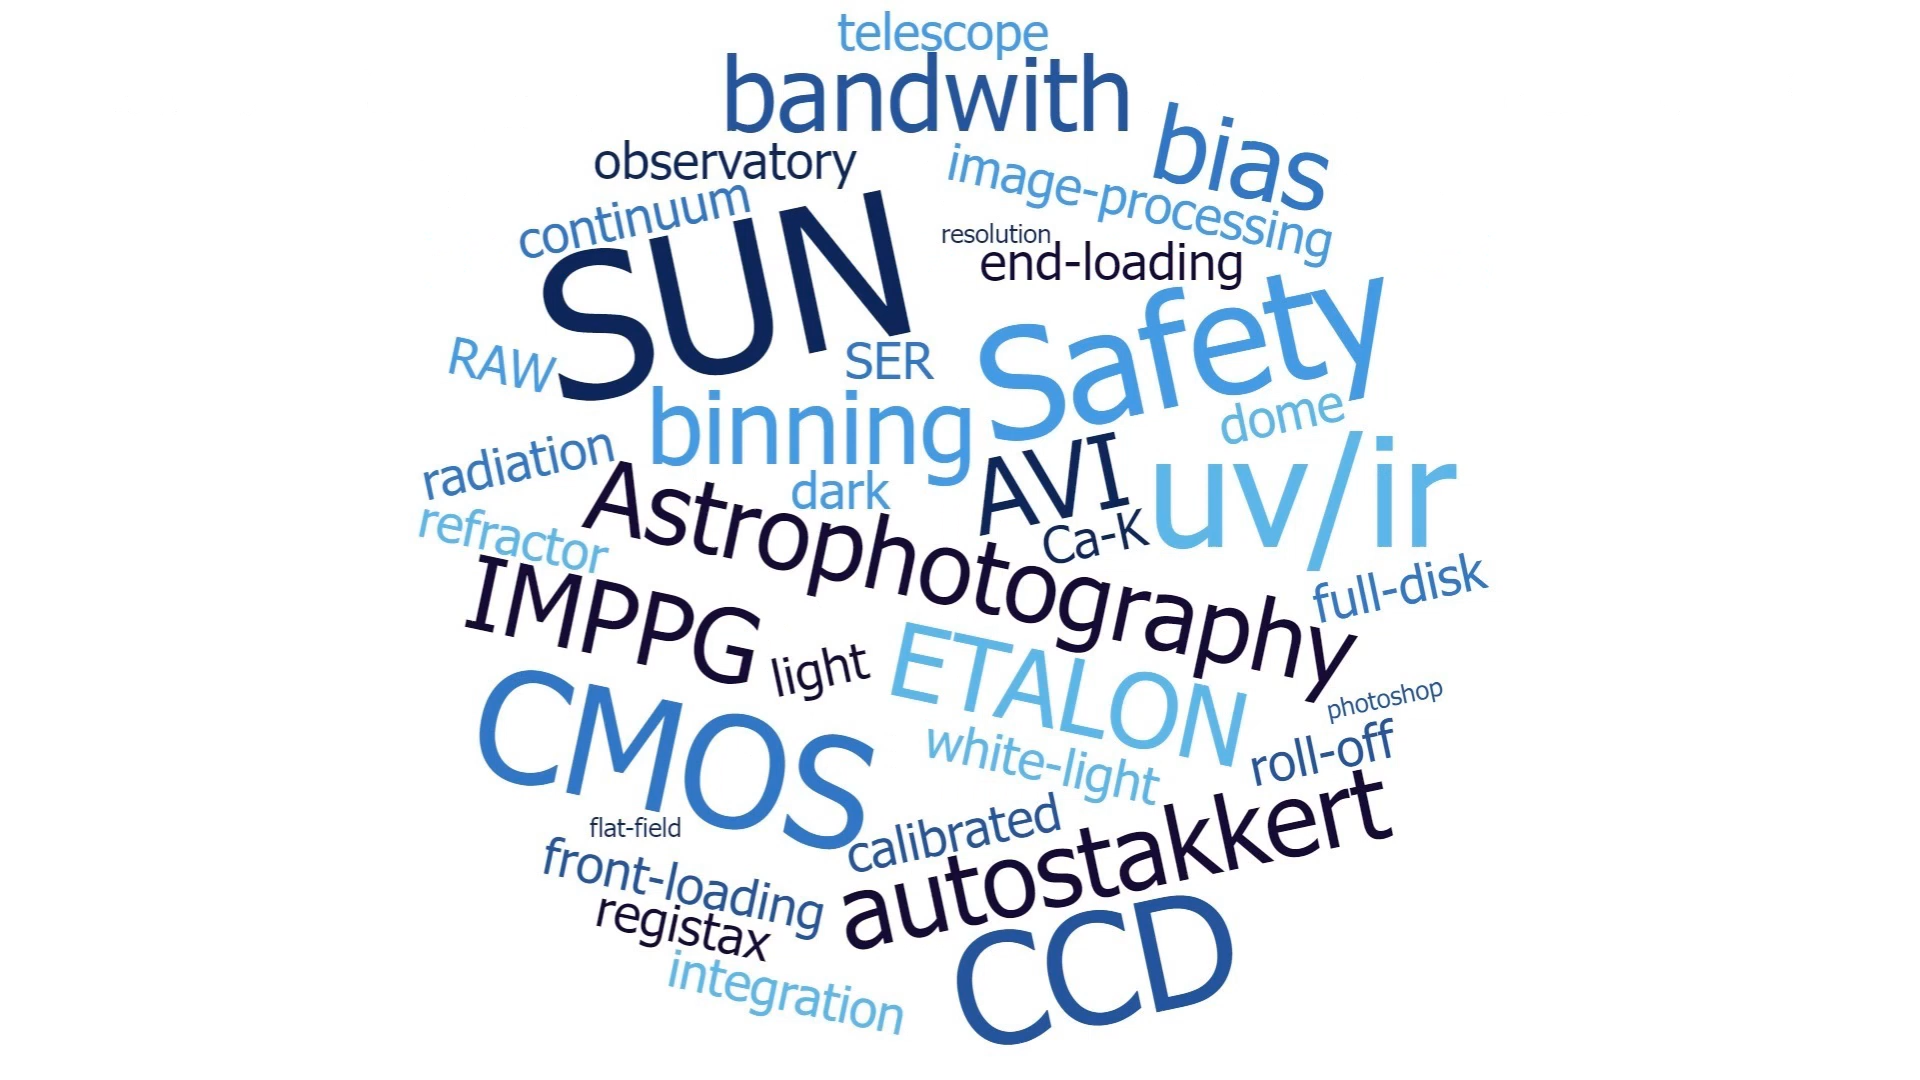 telescope
bandwith
bias
observatory
image-processing
continuum
resolution
end-loading
SUN
Safety
RAW
SER
binning
dome
radiation
dark
AVI
uv/ir
Astrophotography
Ca-K
refractor
full-disk
IMPPG
light
ETALON
photoshop
CMOS
white-light
roll-off
flat-field
calibrated
autostakkert
front-loading
registax
CCD
integration